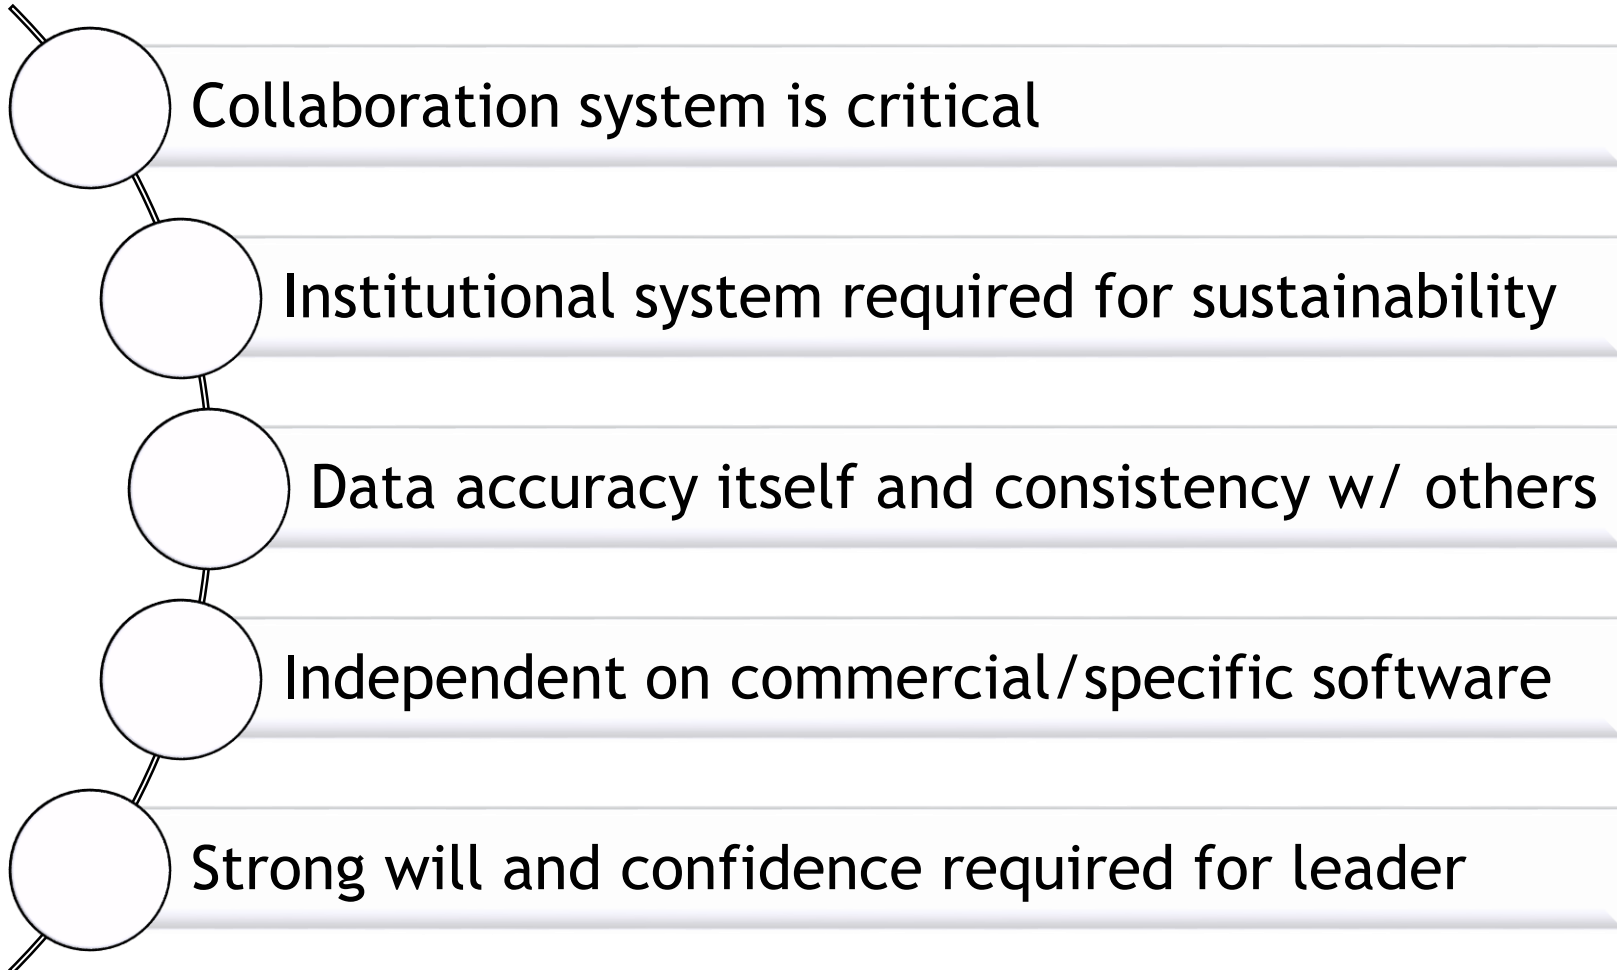 Collaboration system is critical
Institutional system required for sustainability
Data accuracy itself and consistency w/ others
Independent on commercial/specific software
Strong will and confidence required for leader